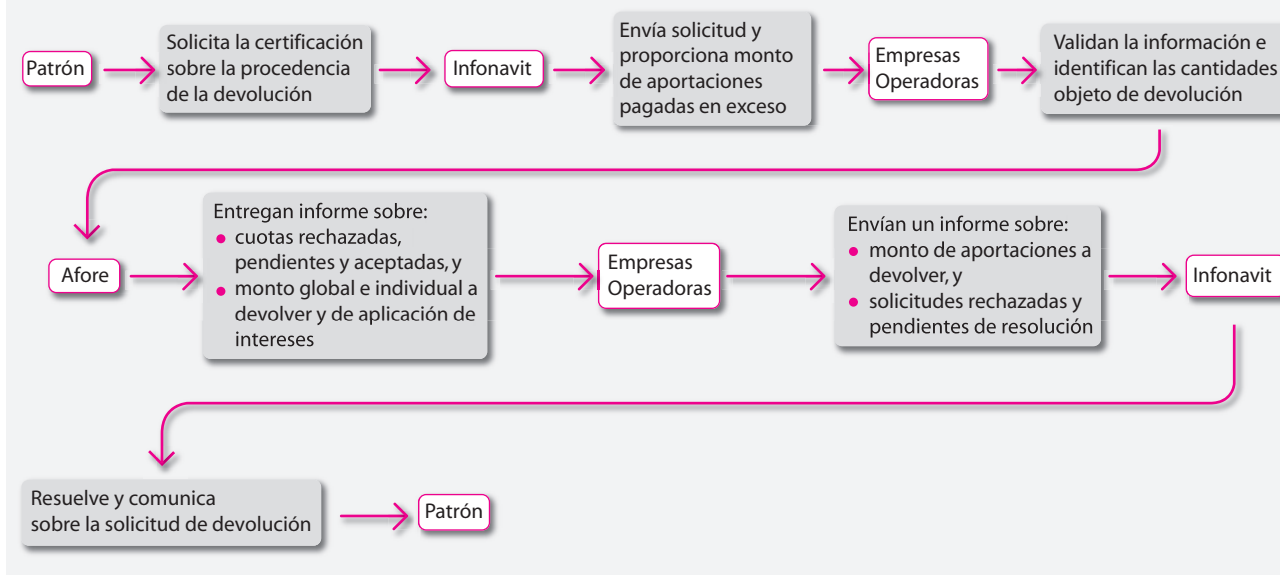 Patrón
Solicita la certificación
sobre la procedencia
de la devolución
Infonavit
Envía solicitud y
proporciona monto
de aportaciones
pagadas en exceso
Empresas
Operadoras
Validan la información e
identifican las cantidades
objeto de devolución
Afore
Entregan informe sobre:
• cuotas rechazadas,
pendientes y aceptadas, y
• monto global e individual a
devolver y de aplicación de
intereses
Empresas
Operadoras
Envían un informe sobre:
• monto de aportaciones a
devolver, y
• solicitudes rechazadas y
pendientes de resolución
Infonavit
Resuelve y comunica
sobre la solicitud de devolución
Patrón